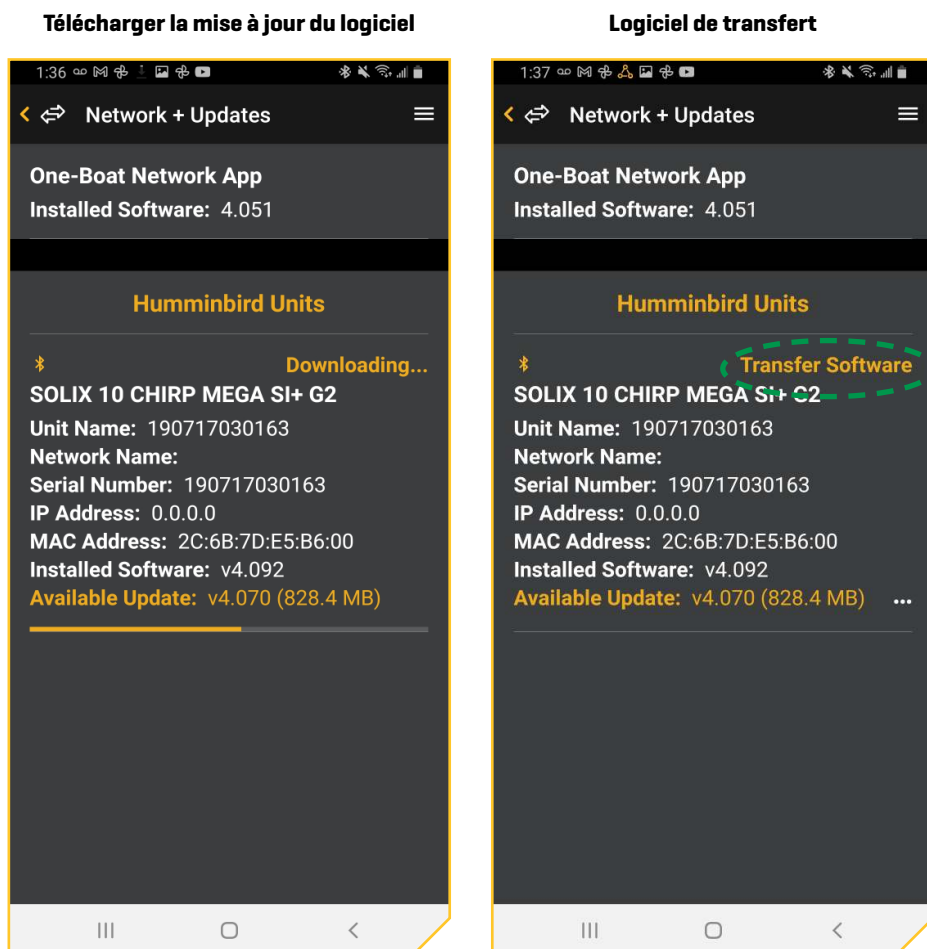 Télécharger la mise à jour du logiciel
1:36
Network + Updates
One-Boat Network App
Installed Software: 4.051
Humminbird Units
Downloading...
SOLIX 10 CHIRP MEGA SI+ G2
Unit Name: 190717030163
Network Name:
Serial Number: 190717030163
IP Address: 0.0.0.0
MAC Address: 2C:6B:7D:E5:B6:00
Installed Software: v4.092
Available Update: v4.070 (828.4 MB)
Logiciel de transfert
1:37
Network + Updates
One-Boat Network App
Installed Software: 4.051
Humminbird Units
Transfer Software
SOLIX 10 CHIRP MEGA SI+ G2
Unit Name: 190717030163
Network Name:
Serial Number: 190717030163
IP Address: 0.0.0.0
MAC Address: 2C:6B:7D:E5:B6:00
Installed Software: v4.092
Available Update: v4.070 (828.4 MB) ...